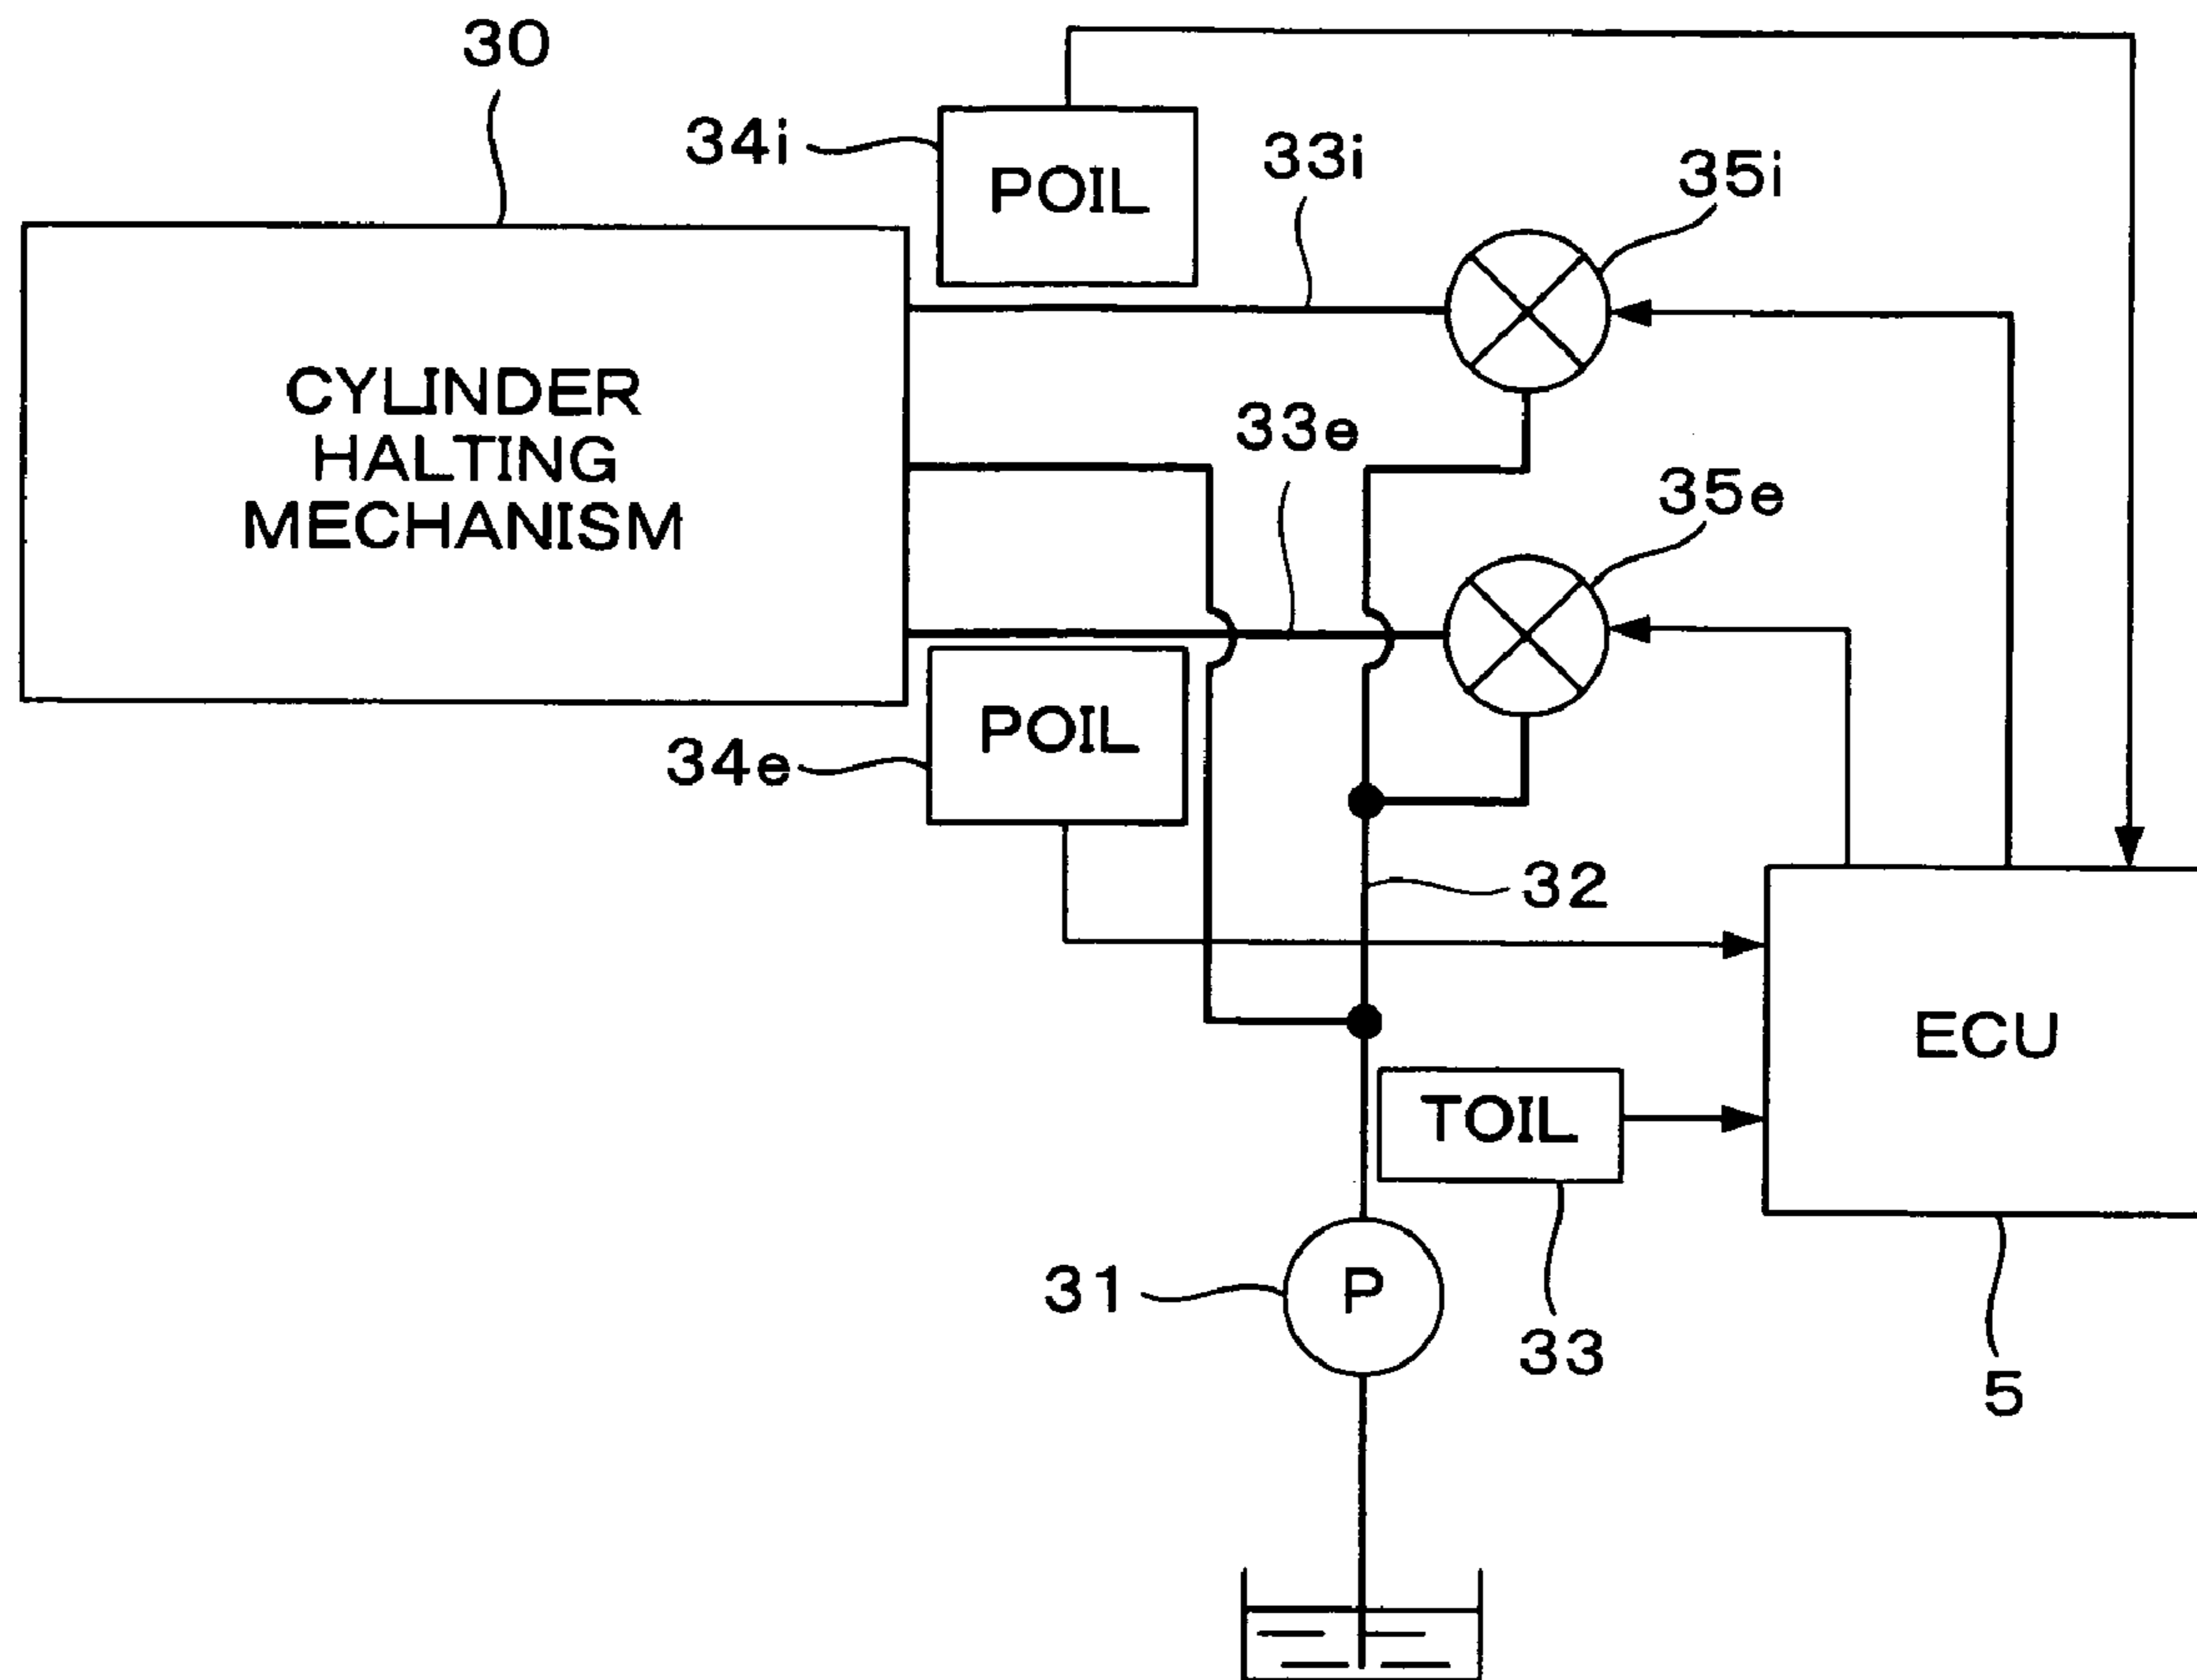 30
34i
POIL
33i
35i
CYLINDER
HALTING
MECHANISM
33e
35e
POIL
34e
32
ECU
TOIL
31
P
33
5